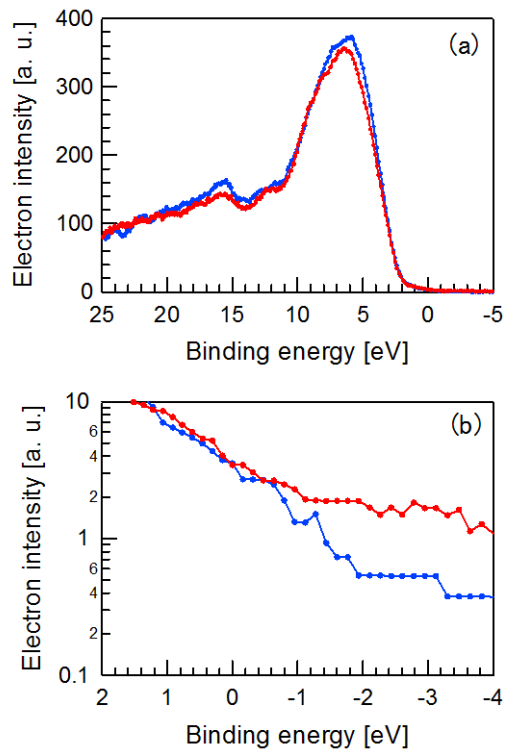 400
(a)
300
200
100
0
Electron intensity [a. u.]
25 20 15 10 5 0 -5
Binding energy [eV]
10
(b)
6
4
2
1
6
4
2
0.1
Electron intensity [a. u.]
2 1 0 -1 -2 -3 -4
Binding energy [eV]